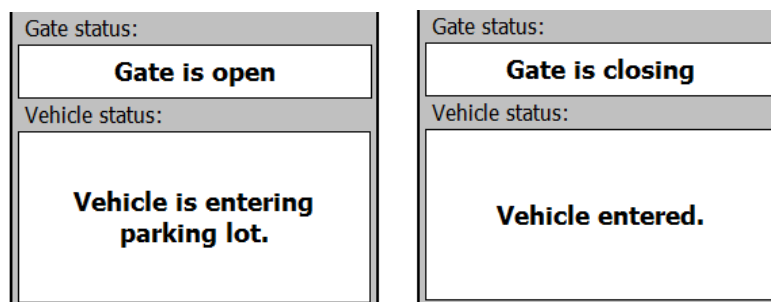 Gate status:
Gate is open
Vehicle status:
Vehicle is entering
parking lot.
Gate status:
Gate is closing
Vehicle status:
Vehicle entered.